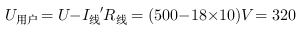 U用户 = U−I线′R线 = (500−18×10)V = 320